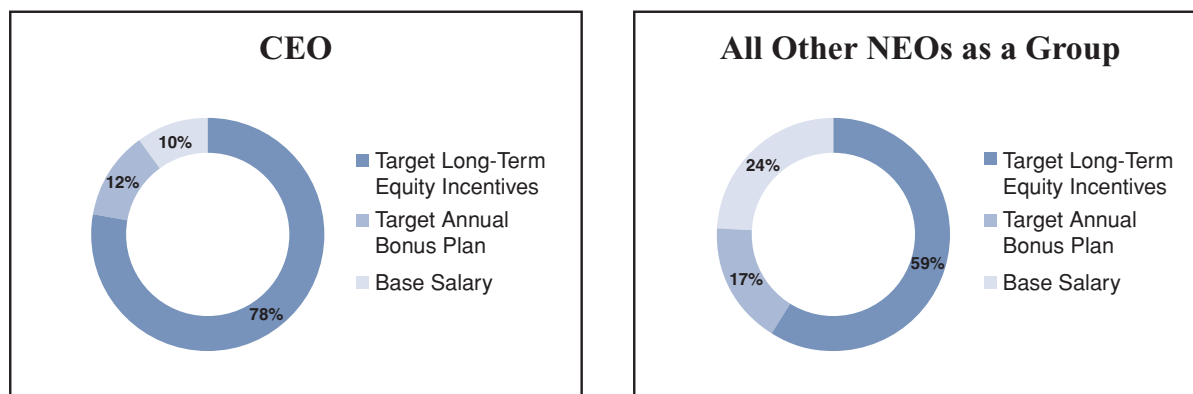 CEO
10%
12%
78%
Target Long-Term
Equity Incentives
Target Annual
Bonus Plan
Base Salary
All Other NEOs as a Group
24%
17%
59%
Target Long-Term
Equity Incentives
Target Annual
Bonus Plan
Base Salary